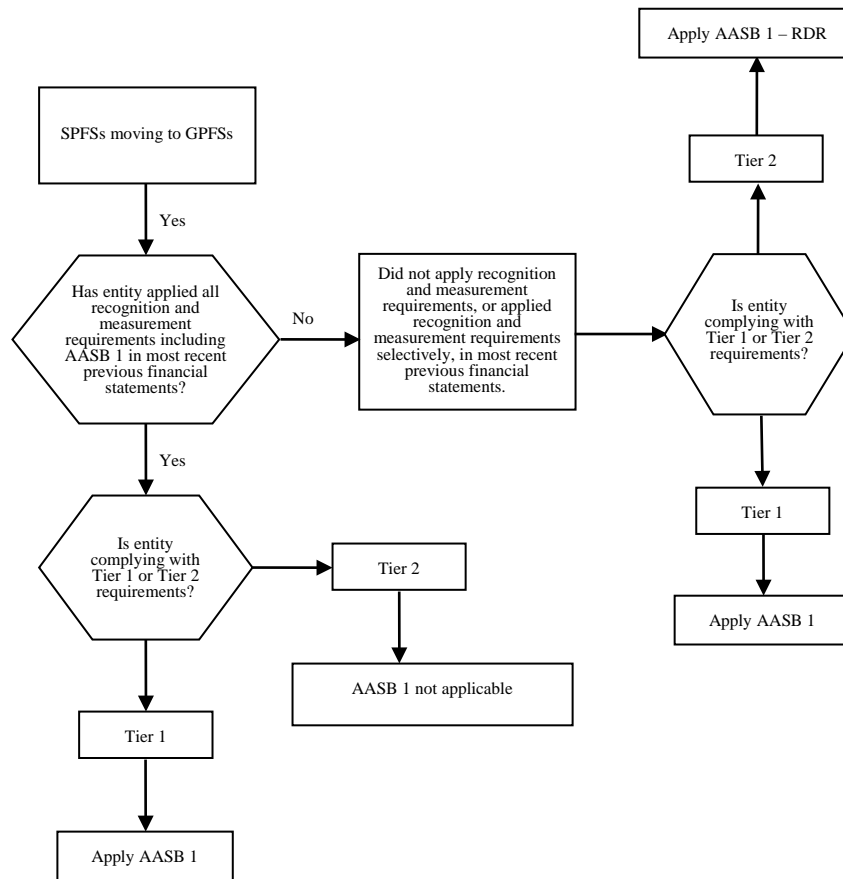 SPFSs moving to GPFSs
Yes
Has entity applied all
recognition and
measurement
requirements including
AASB 1 in most recent
previous financial
statements?
No
Did not apply recognition
and measurement
requirements, or applied
recognition and
measurement requirements
selectively, in most recent
previous financial
statements.
Apply AASB 1 – RDR
Tier 2
Is entity
complying with
Tier 1 or Tier 2
requirements?
Tier 1
Apply AASB 1
Yes
Is entity
complying with
Tier 1 or Tier 2
requirements?
Tier 2
AASB 1 not applicable
Tier 1
Apply AASB 1